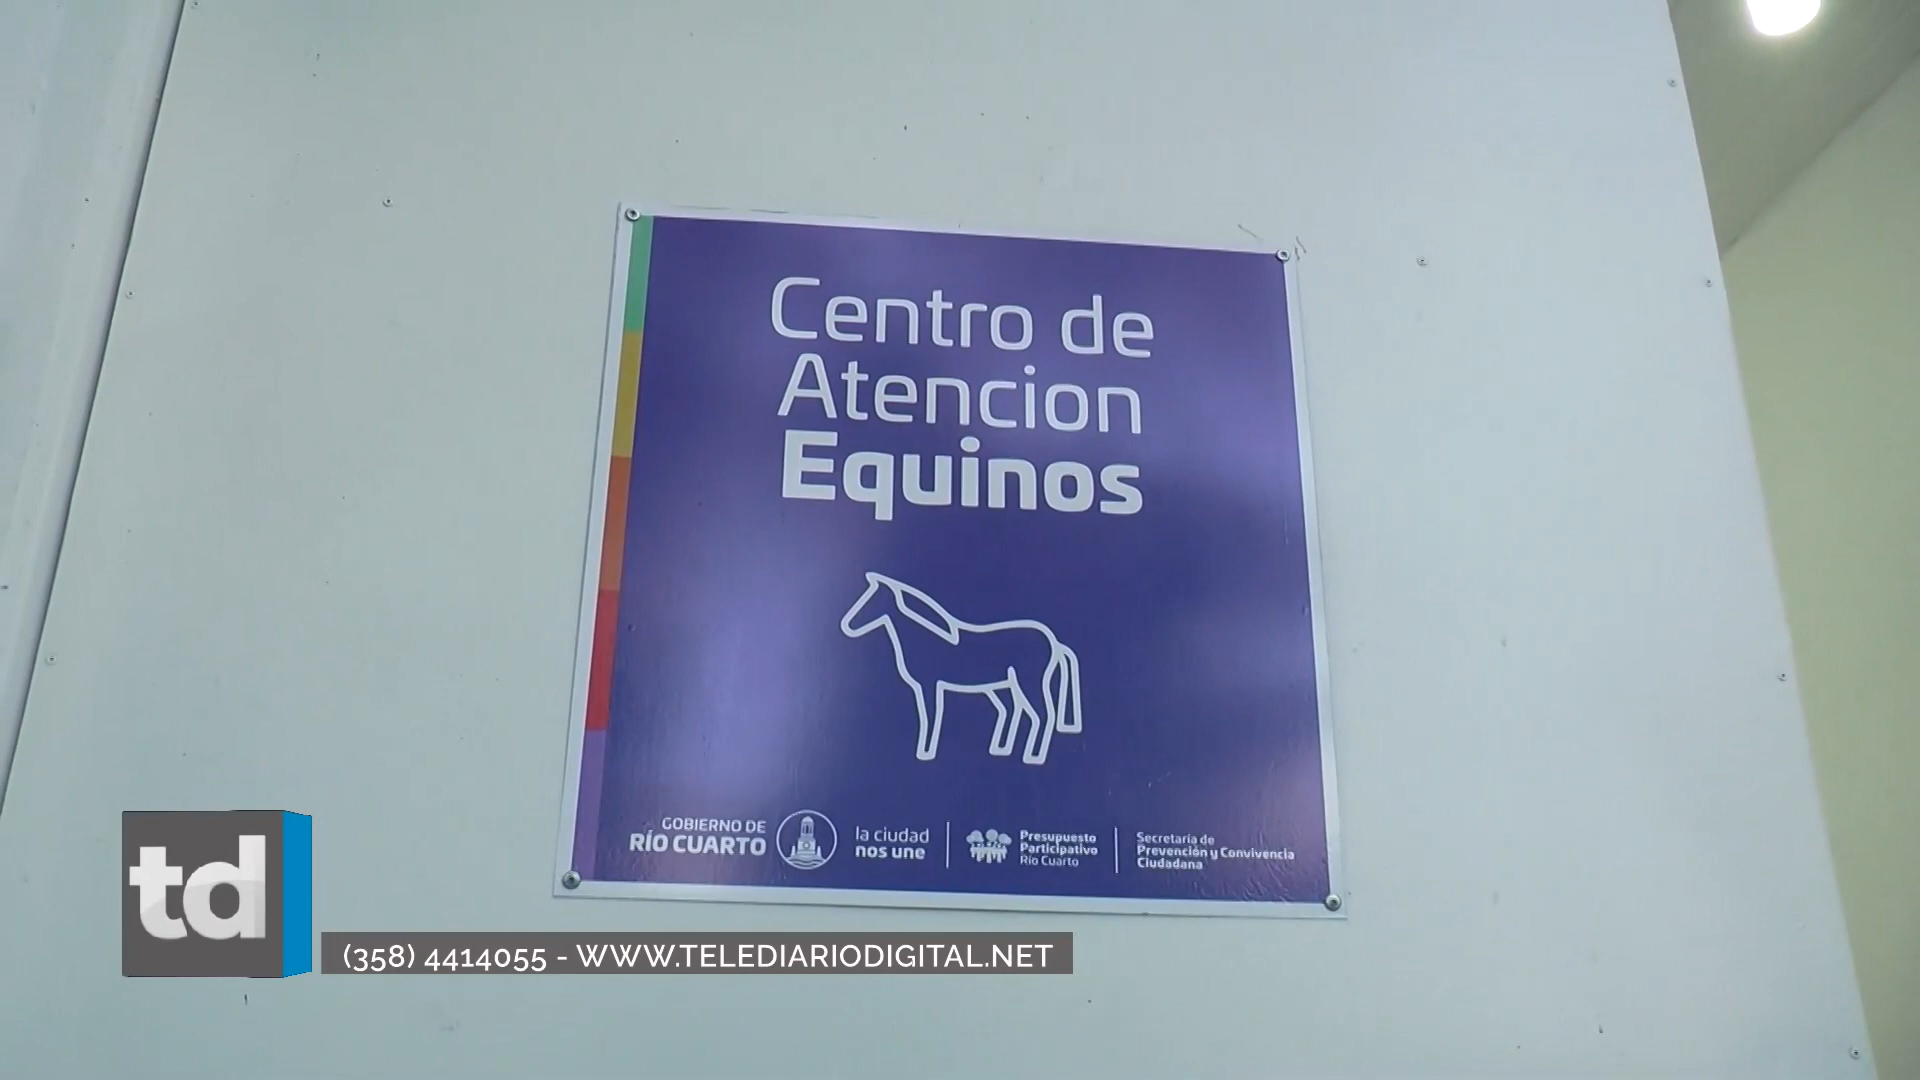 Centro de
Atencion
Equinos
GOBIERNO DE
RÍO CUARTO
la ciudad
nos une
Presupuesto
Participativo
Río Cuarto
Secretaría de
Prevención y Convivencia
Ciudadana
td
(358) 4414055 - WWW.TELEDIARIODIGITAL.NET